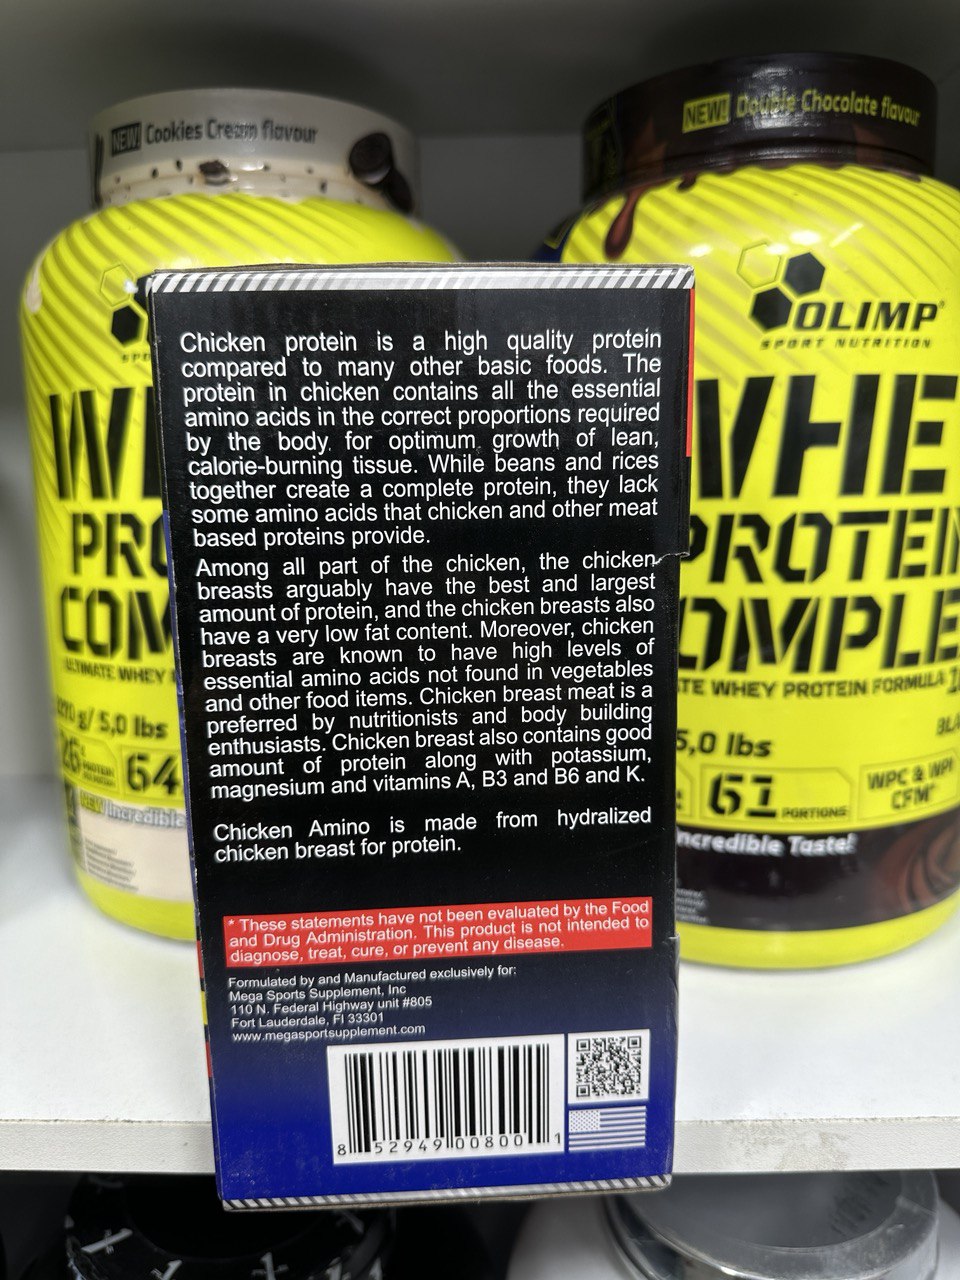 NEW Cookies Cream flavour
NEW! Double Chocolate flavour
OLIMP
SPORT NUTRITION
Chicken protein is a high quality protein
compared to many other basic foods. The
protein in chicken contains all the essential
amino acids in the correct proportions required
by the body for optimum growth of lean,
calorie-burning tissue. While beans and rices
together create a complete protein, they lack
some amino acids that chicken and other meat
based proteins provide.
Among all part of the chicken, the chicken
breasts arguably have the best and largest
amount of protein, and the chicken breasts also
have a very low fat content. Moreover, chicken
breasts are known to have high levels of
essential amino acids not found in vegetables
and other food items. Chicken breast meat is a
preferred by nutritionists and body building
enthusiasts. Chicken breast also contains good
amount of protein along with potassium,
magnesium and vitamins A, B3 and B6 and K.
Chicken Amino is made from hydralized
chicken breast for protein.
* These statements have not been evaluated by the Food
and Drug Administration. This product is not intended to
diagnose, treat, cure, or prevent any disease.
Formulated by and Manufactured exclusively for:
Mega Sports Supplement, Inc
110 N. Federal Highway unit #805
Fort Lauderdale, Fl 33301
www.megasportsupplement.com
8 52949 00800 1
WH
PRO
COM
ULTIMATE WHEY
g/ 5,0 lbs
26
64
NEW Incredible
WHE
PROTEIN
OMPLE
TE WHEY PROTEIN FORMULA
5,0 lbs
61 PORTIONS
WPC & WPI
CFM
Incredible Taste!